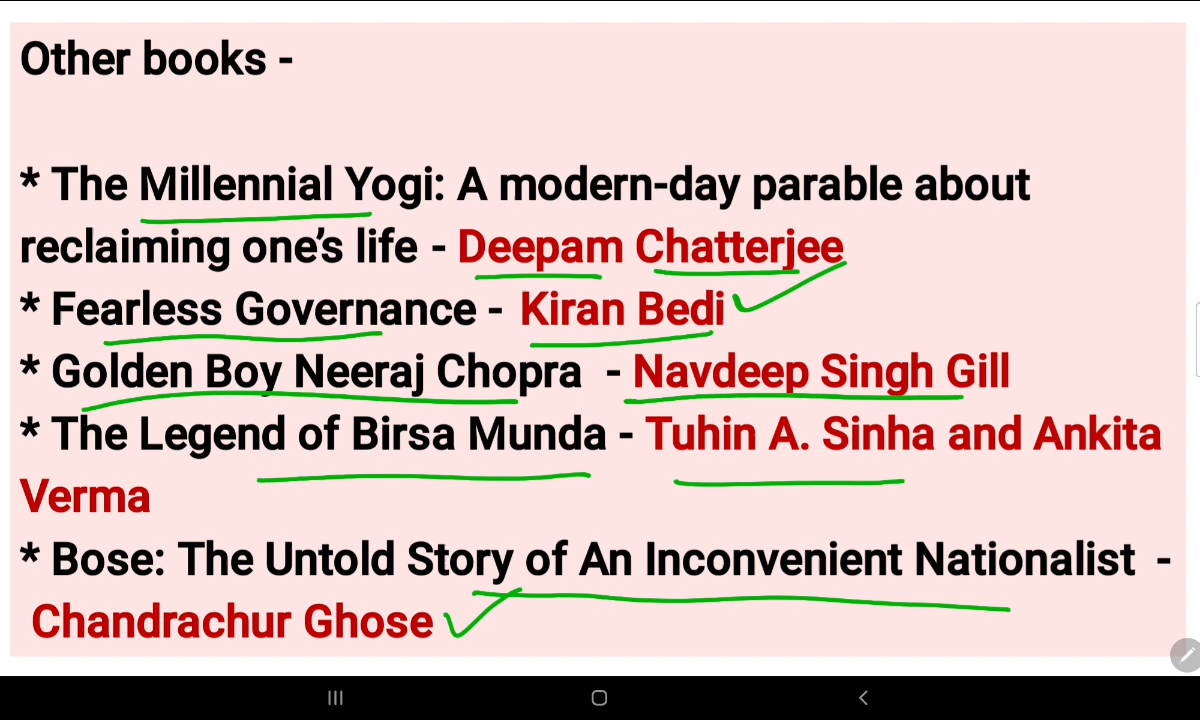 Other books -
* The Millennial Yogi: A modern-day parable about
reclaiming one’s life - Deepam Chatterjee
* Fearless Governance - Kiran Bedi
* Golden Boy Neeraj Chopra - Navdeep Singh Gill
* The Legend of Birsa Munda - Tuhin A. Sinha and Ankita
Verma
* Bose: The Untold Story of An Inconvenient Nationalist -
Chandrachur Ghose